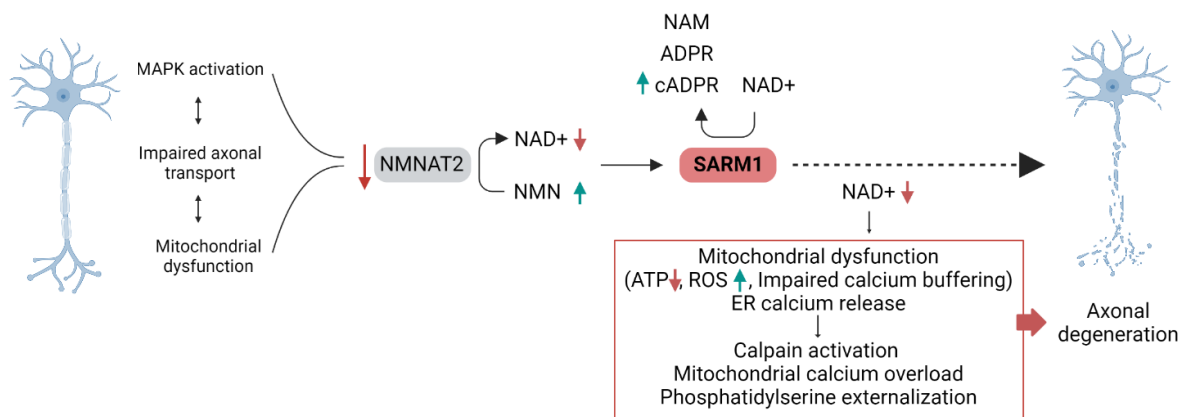 MAPK activation
Impaired axonal
transport
Mitochondrial
dysfunction
NMNAT2
NAD+
NMN
NAM
ADPR
cADPR
NAD+
SARM1
NAD+
Mitochondrial dysfunction
(ATP , ROS , Impaired calcium buffering)
ER calcium release
Calpain activation
Mitochondrial calcium overload
Phosphatidylserine externalization
Axonal
degeneration